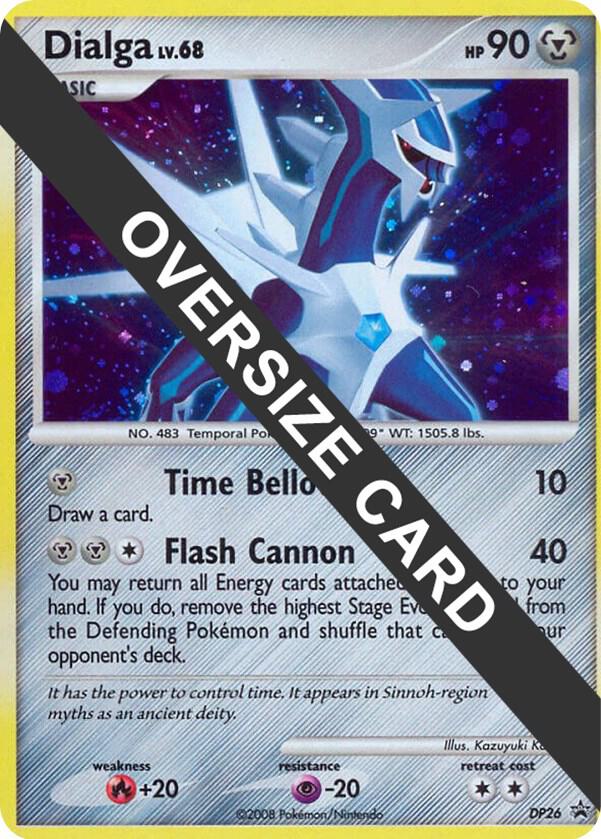 Dialga LV.68 HP 90
ASIC
OVERSIZE CARD
NO. 483 Temporal Po 09" WT: 1505.8 lbs.
Time Bello 10
Draw a card.
Flash Cannon 40
You may return all Energy cards attache to your
hand. If you do, remove the highest Stage Evo from
the Defending Pokémon and shuffle that ca our
opponent's deck.
It has the power to control time. It appears in Sinnoh-region
myths as an ancient deity.
Illus. Kazuyuki K
weakness resistance retreat cost
+20 -20
©2008 Pokémon/Nintendo DP26